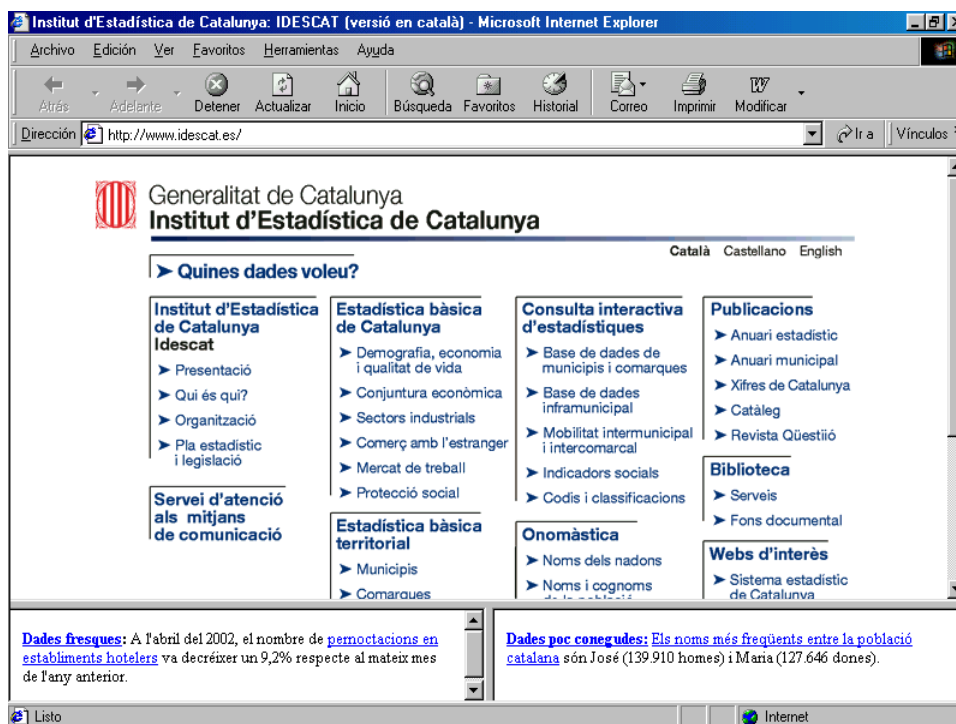 Institut d'Estadística de Catalunya: IDESCAT (versió en català) - Microsoft Internet Explorer
Archivo Edición Ver Favoritos Herramientas Ayuda
Atrás Adelante Detener Actualizar Inicio Búsqueda Favoritos Historial Correo Imprimir Modificar
Dirección http://www.idescat.es/ Ir a Vínculos
Generalitat de Catalunya
Institut d'Estadística de Catalunya
Català Castellano English
Quines dades voleu?
Institut d'Estadística
de Catalunya
Idescat
Presentació
Qui és qui?
Organització
Pla estadístic
i legislació
Servei d'atenció
als mitjans
de comunicació
Estadística bàsica
de Catalunya
Demografia, economia
i qualitat de vida
Conjuntura econòmica
Sectors industrials
Comerç amb l'estranger
Mercat de treball
Protecció social
Estadística bàsica
territorial
Municipis
Comarques
Consulta interactiva
d'estadístiques
Base de dades de
municipis i comarques
Base de dades
inframunicipal
Mobilitat intermunicipal
i intercomarcal
Indicadors socials
Codis i classificacions
Onomàstica
Noms dels nadons
Noms i cognoms
de la població
Publicacions
Anuari estadístic
Anuari municipal
Xifres de Catalunya
Catàleg
Revista Qüestiió
Biblioteca
Serveis
Fons documental
Webs d'interès
Sistema estadístic
de Catalunya
Dades fresques: A l'abril del 2002, el nombre de pernoctacions en
establiments hotelers va decréixer un 9,2% respecte al mateix mes
de l'any anterior.
Dades poc conegudes: Els noms més freqüents entre la població
catalana són José (139.910 homes) i Maria (127.646 dones).
Listo Internet